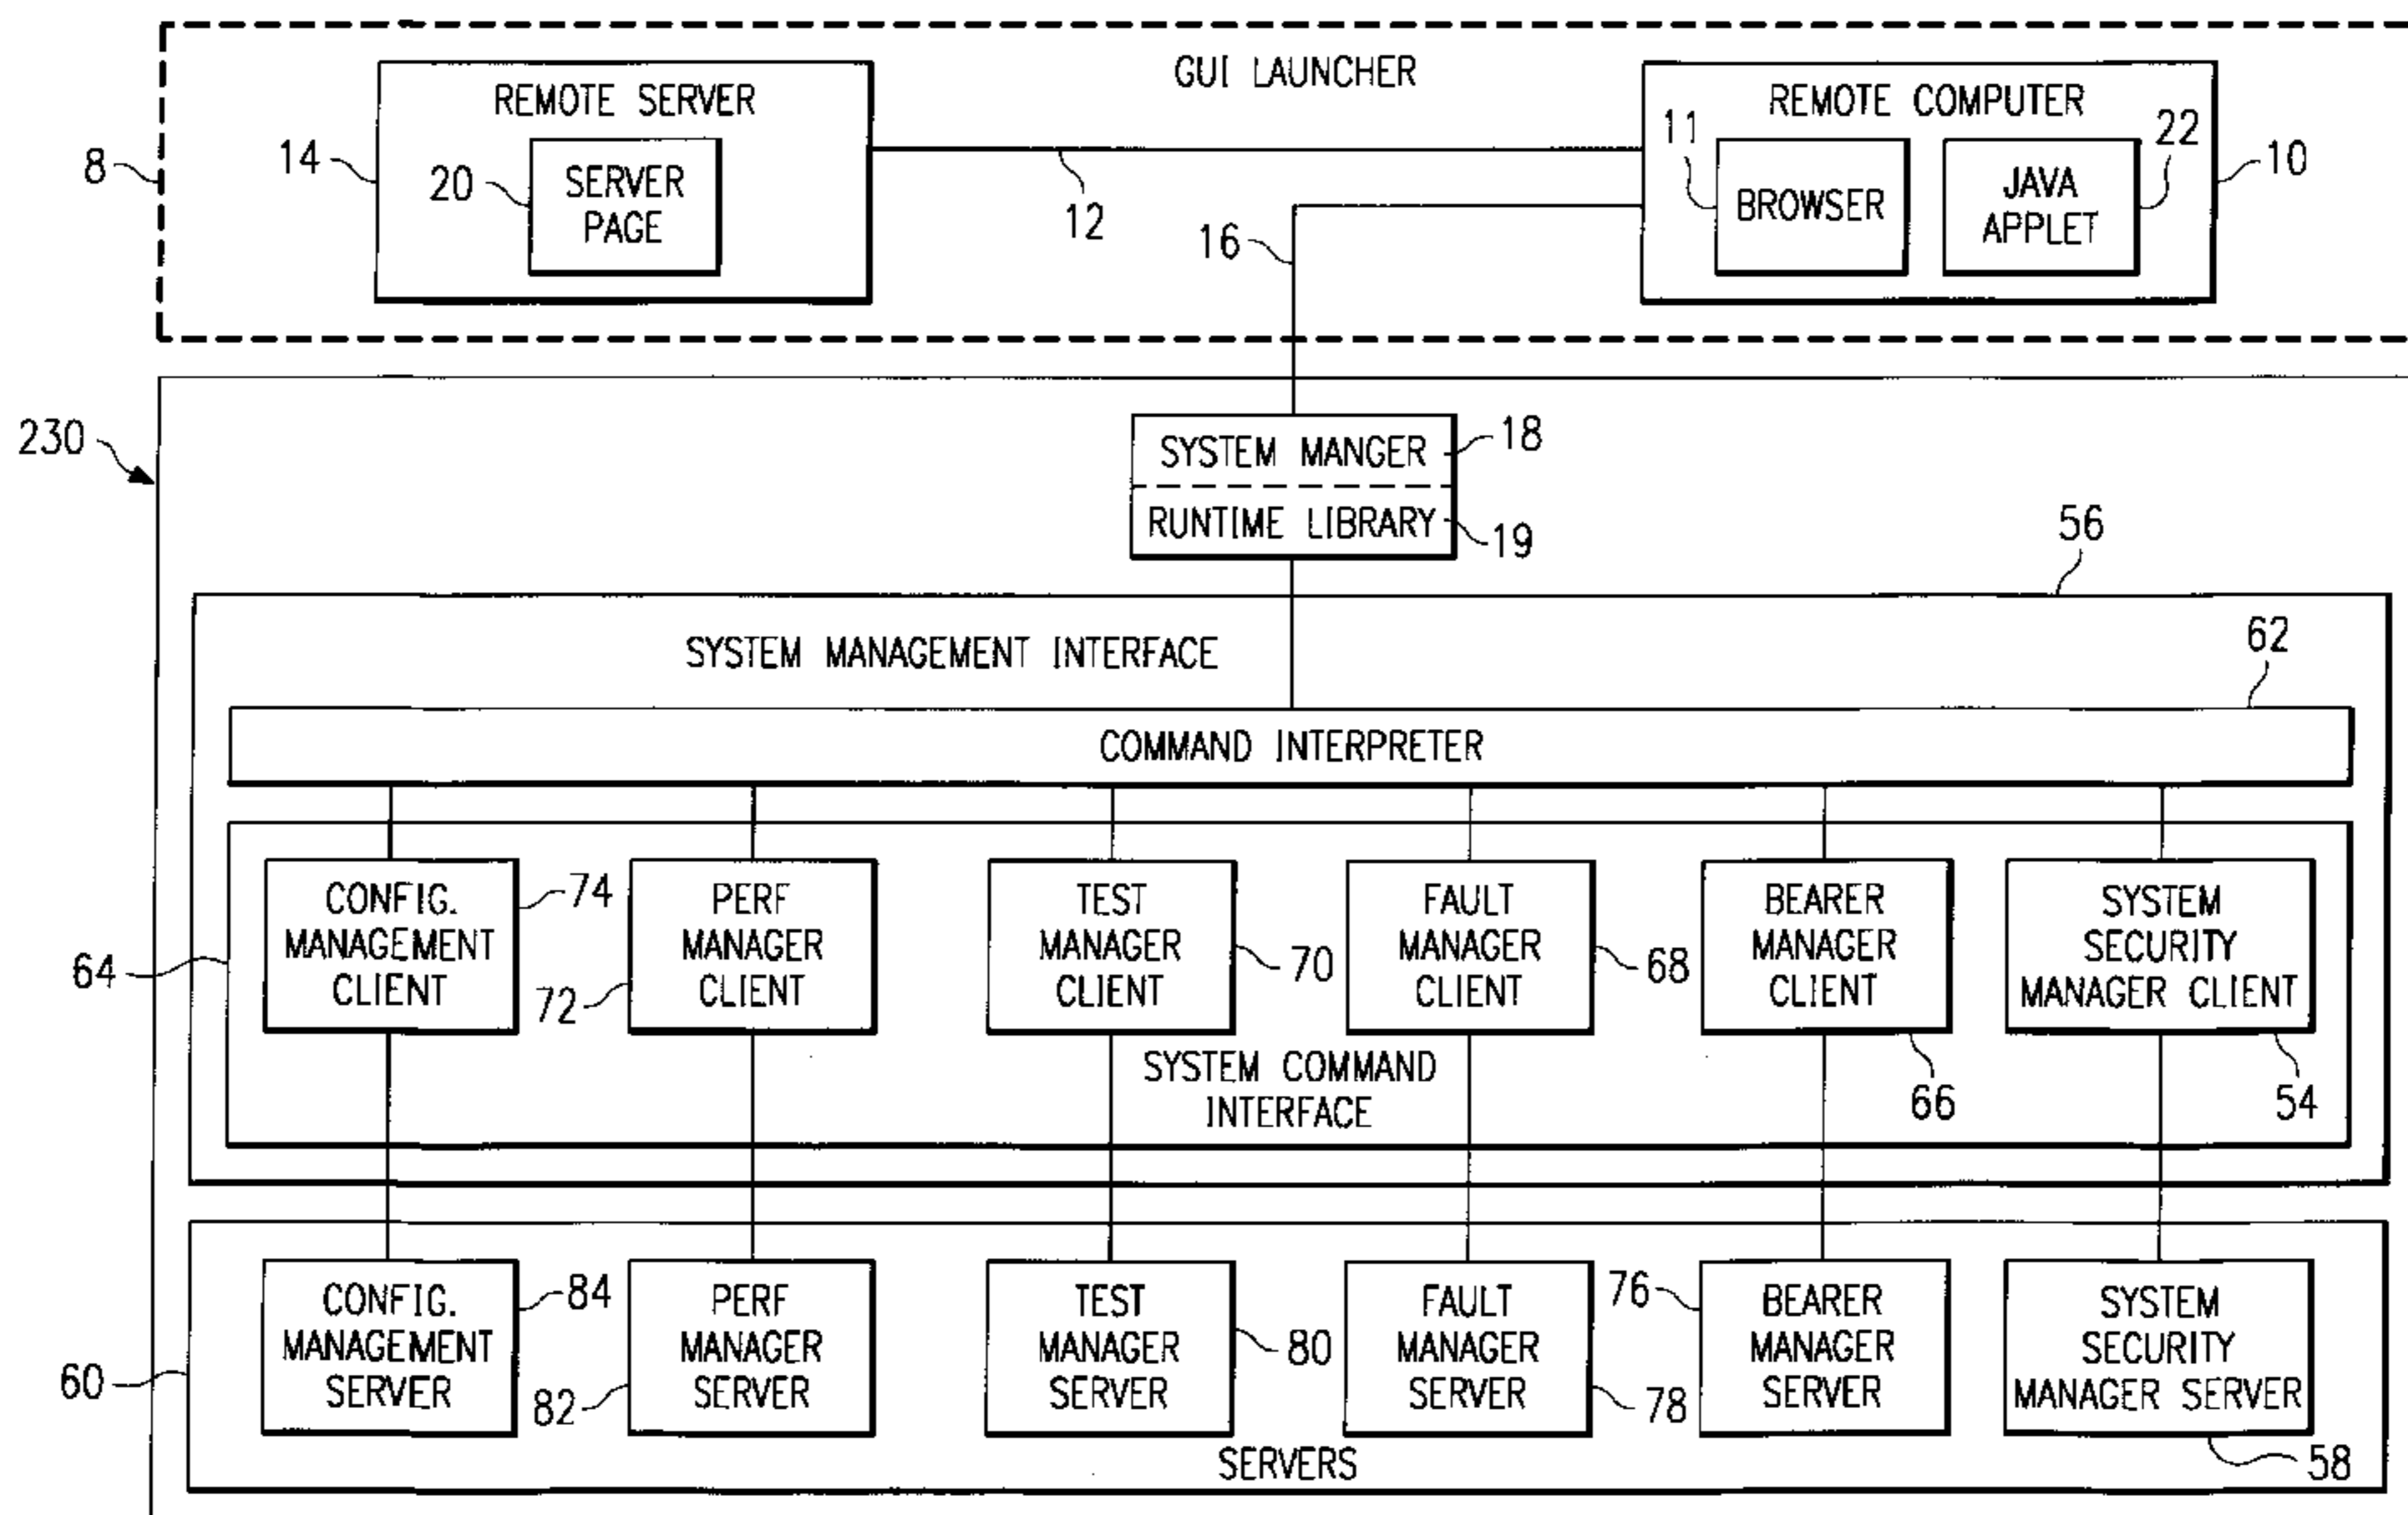 GUI LAUNCHER
REMOTE SERVER
REMOTE COMPUTER
8
14
20
SERVER
PAGE
12
16
11
BROWSER
JAVA
APPLET
22
10
230
SYSTEM MANGER
18
RUNTIME LIBRARY
19
56
SYSTEM MANAGEMENT INTERFACE
62
COMMAND INTERPRETER
64
CONFIG.
MANAGEMENT
CLIENT
74
PERF
MANAGER
CLIENT
72
TEST
MANAGER
CLIENT
70
FAULT
MANAGER
CLIENT
68
BEARER
MANAGER
CLIENT
66
SYSTEM
SECURITY
MANAGER CLIENT
54
SYSTEM COMMAND
INTERFACE
60
CONFIG.
MANAGEMENT
SERVER
84
PERF
MANAGER
SERVER
82
TEST
MANAGER
SERVER
80
FAULT
MANAGER
SERVER
78
76
BEARER
MANAGER
SERVER
SYSTEM
SECURITY
MANAGER SERVER
58
SERVERS